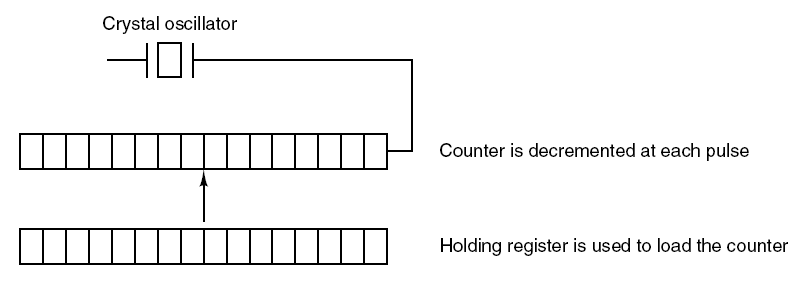 Crystal oscillator
Counter is decremented at each pulse
Holding register is used to load the counter